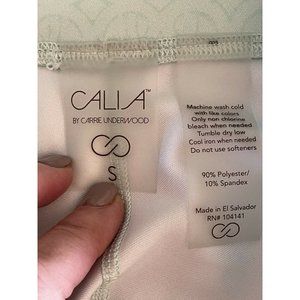 CALIA™
BY CARRIE UNDERWOOD
S
Machine wash cold
with like colors
Only non chlorine
bleach when needed
Tumble dry low
Cool iron when needed
Do not use softeners
90% Polyester/
10% Spandex
Made in El Salvador
RN# 104141